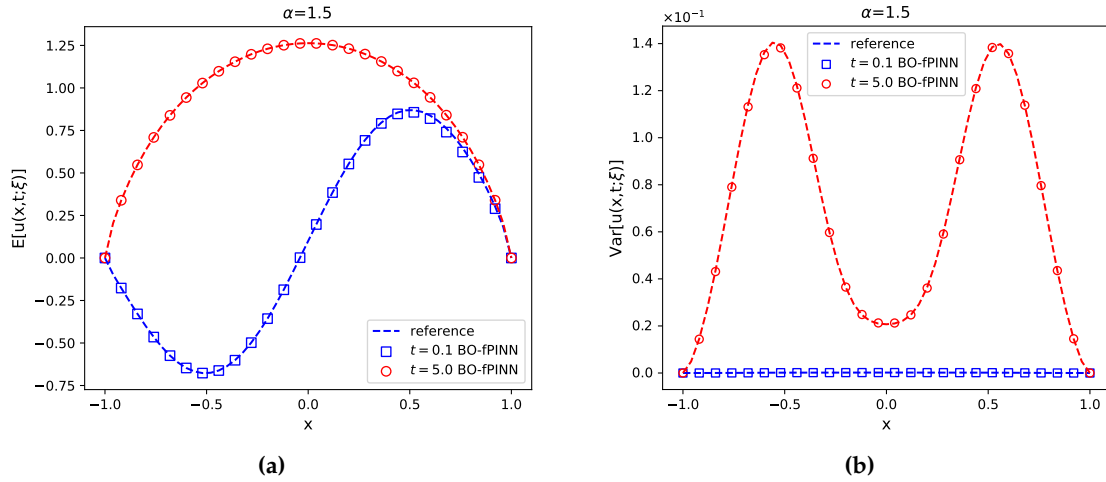 α=1.5
E[u(x,t;ξ)]
1.25
1.00
0.75
0.50
0.25
0.00
−0.25
−0.50
−0.75
reference
t = 0.1 BO-fPINN
t = 5.0 BO-fPINN
−1.0 −0.5 0.0 0.5 1.0
x
(a)
×10⁻¹ α=1.5
Var[u(x,t;ξ)]
reference
t = 0.1 BO-fPINN
t = 5.0 BO-fPINN
1.4
1.2
1.0
0.8
0.6
0.4
0.2
0.0
−1.0 −0.5 0.0 0.5 1.0
x
(b)